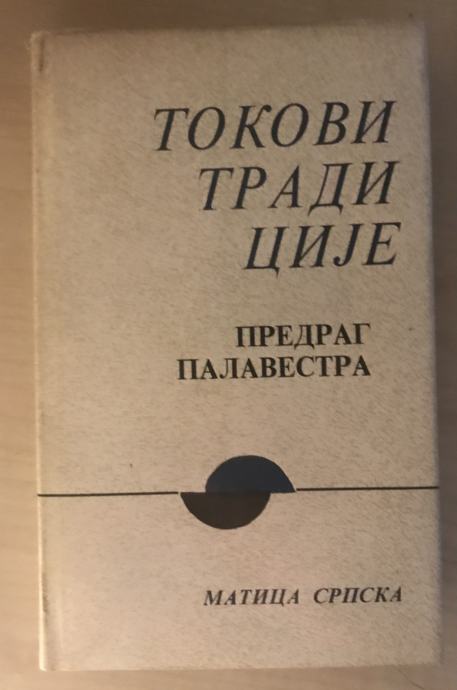 ТОКОВИ
ТРАДИ
ЦИЈЕ
ПРЕДРАГ
ПАЛАВЕСТРА
МАТИЦА СРПСКА